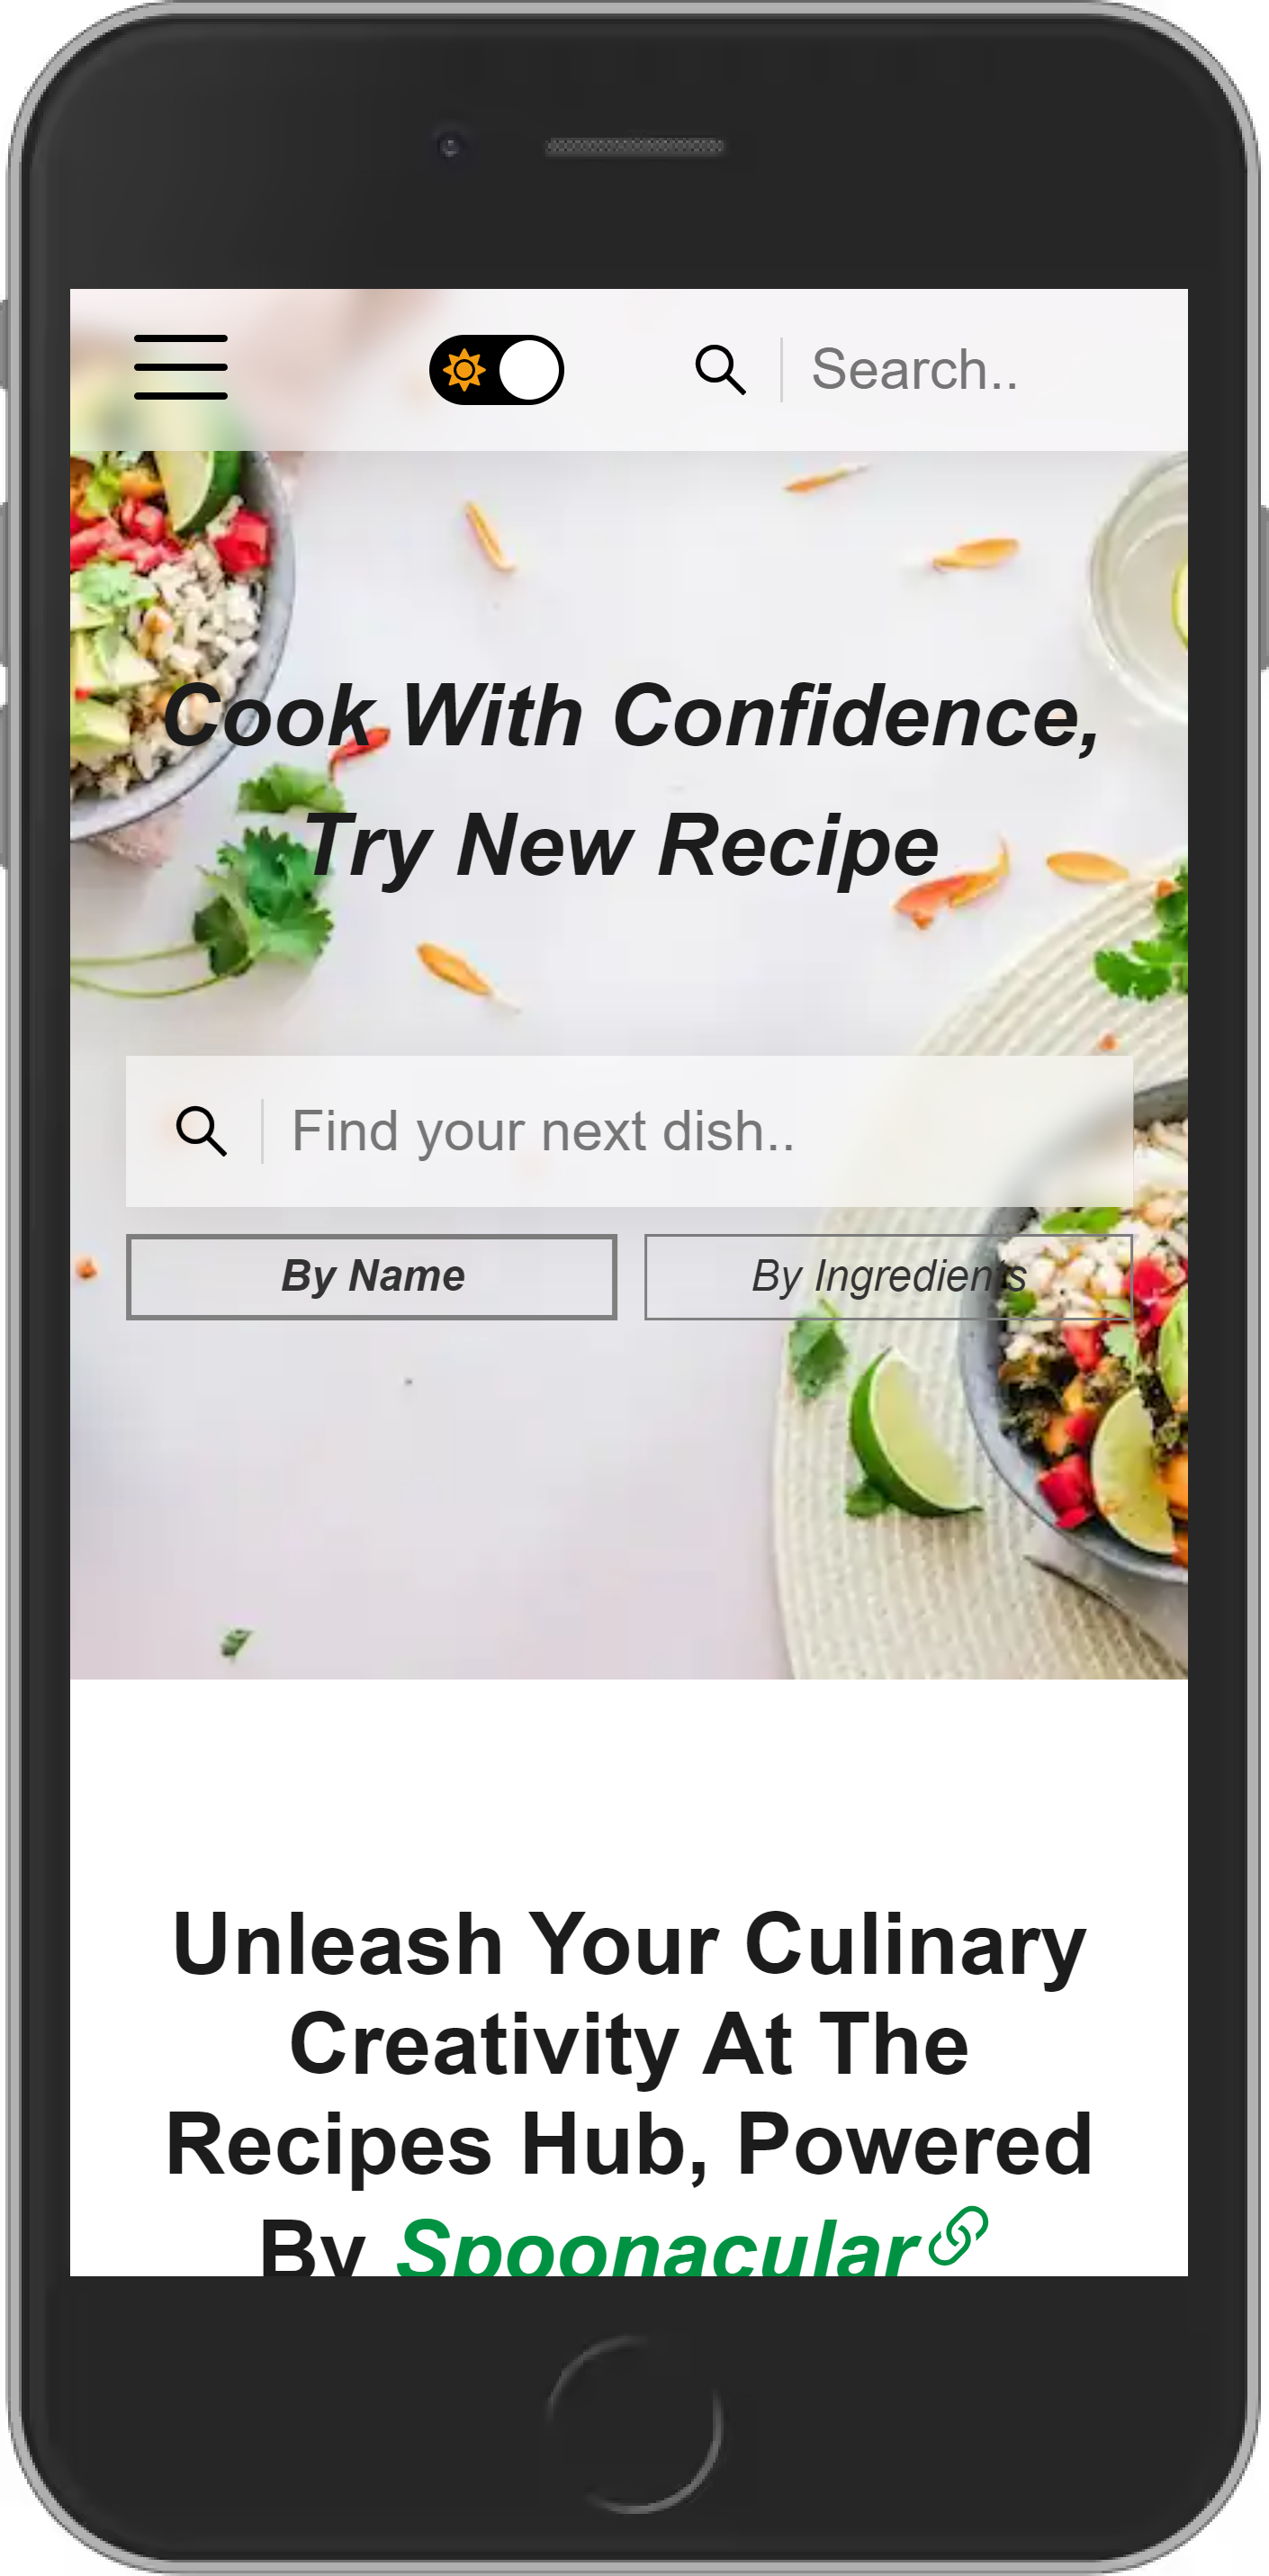 Search..
Cook With Confidence,
Try New Recipe
Find your next dish..
By Name
By Ingredients
Unleash Your Culinary
Creativity At The
Recipes Hub, Powered
By Spoonacular